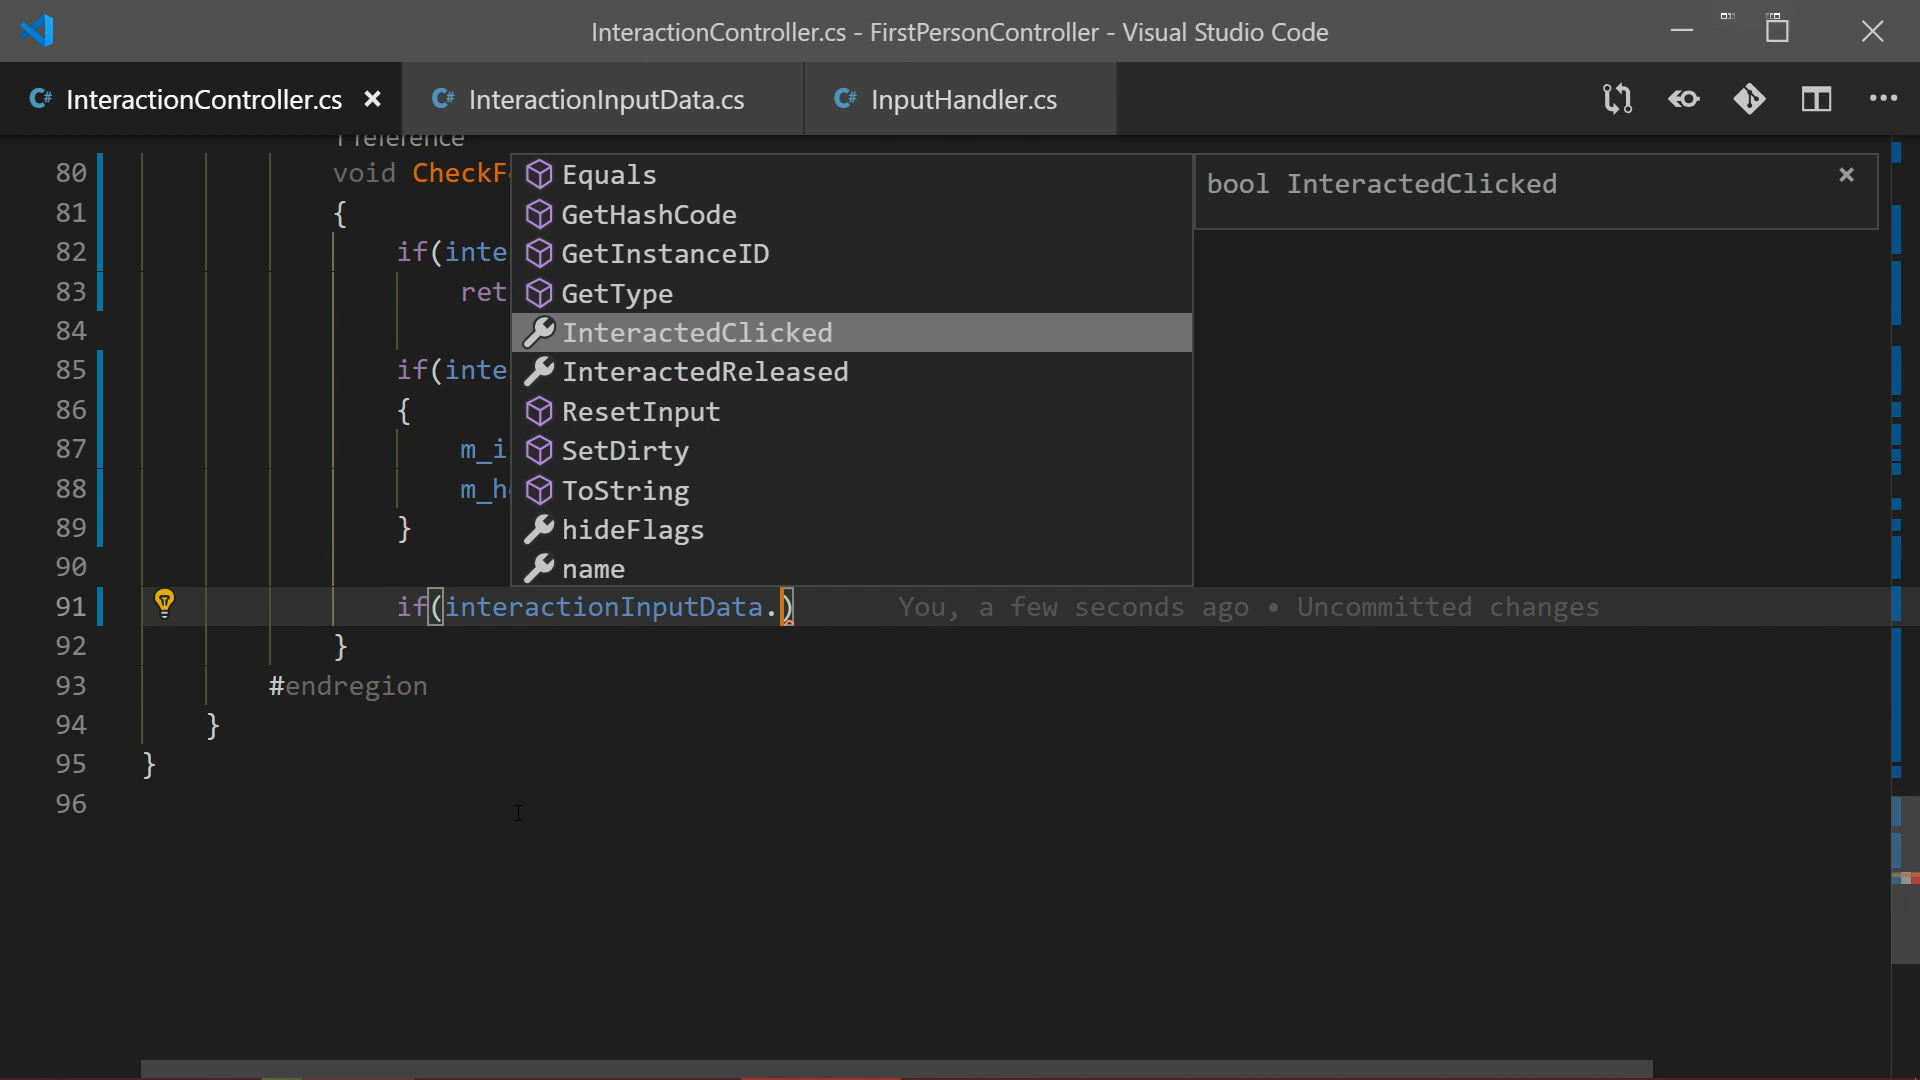 InteractionController.cs - FirstPersonController - Visual Studio Code
InteractionController.cs
InteractionInputData.cs
InputHandler.cs
1 reference
80 void CheckF
81 {
82 if(inte
83 ret
84
85 if(inte
86 {
87 m_i
88 m_h
89 }
90
91 if(interactionInputData.) You, a few seconds ago • Uncommitted changes
92 }
93 #endregion
94 }
95 }
96
Equals
GetHashCode
GetInstanceID
GetType
InteractedClicked
InteractedReleased
ResetInput
SetDirty
ToString
hideFlags
name
bool InteractedClicked